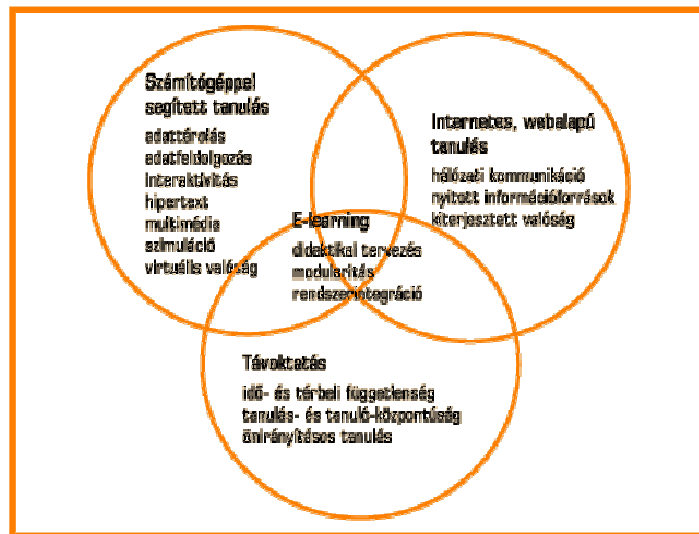 Számítógéppel
segített tanulás
adattárolás
adatfeldolgozás
interaktivitás
hipertext
multimédia
szimuláció
virtuális valóság
Internetes, webalapú
tanulás
hálózati kommunikáció
nyitott információforrások
kiterjesztett valóság
E-learning
didaktikai tervezés
modularitás
rendszerintegráció
Távoktatás
idő- és térbeli függetlenség
tanulás- és tanuló-központúság
önirányításos tanulás